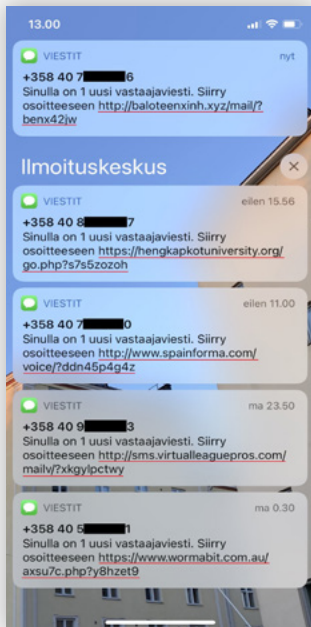 13.00
VIESTIT nyt
+358 40 7 6
Sinulla on 1 uusi vastaajaviesti. Siirry
osoitteeseen http://baloteenxinh.xyz/mail/?
benx42jw
Ilmoituskeskus
VIESTIT eilen 15.56
+358 40 8 7
Sinulla on 1 uusi vastaajaviesti. Siirry
osoitteeseen https://hengkapkotuniversity.org/
go.php?s7s5zozoh
VIESTIT eilen 11.00
+358 40 7 0
Sinulla on 1 uusi vastaajaviesti. Siirry
osoitteeseen http://www.spainforma.com/
voice/?ddn45p4g4z
VIESTIT ma 23.50
+358 40 9 3
Sinulla on 1 uusi vastaajaviesti. Siirry
osoitteeseen http://sms.virtualleaguepros.com/
mailv/?xkgylpctwy
VIESTIT ma 0.30
+358 40 5 1
Sinulla on 1 uusi vastaajaviesti. Siirry
osoitteeseen https://www.wormabit.com.au/
axsu7c.php?y8hzet9